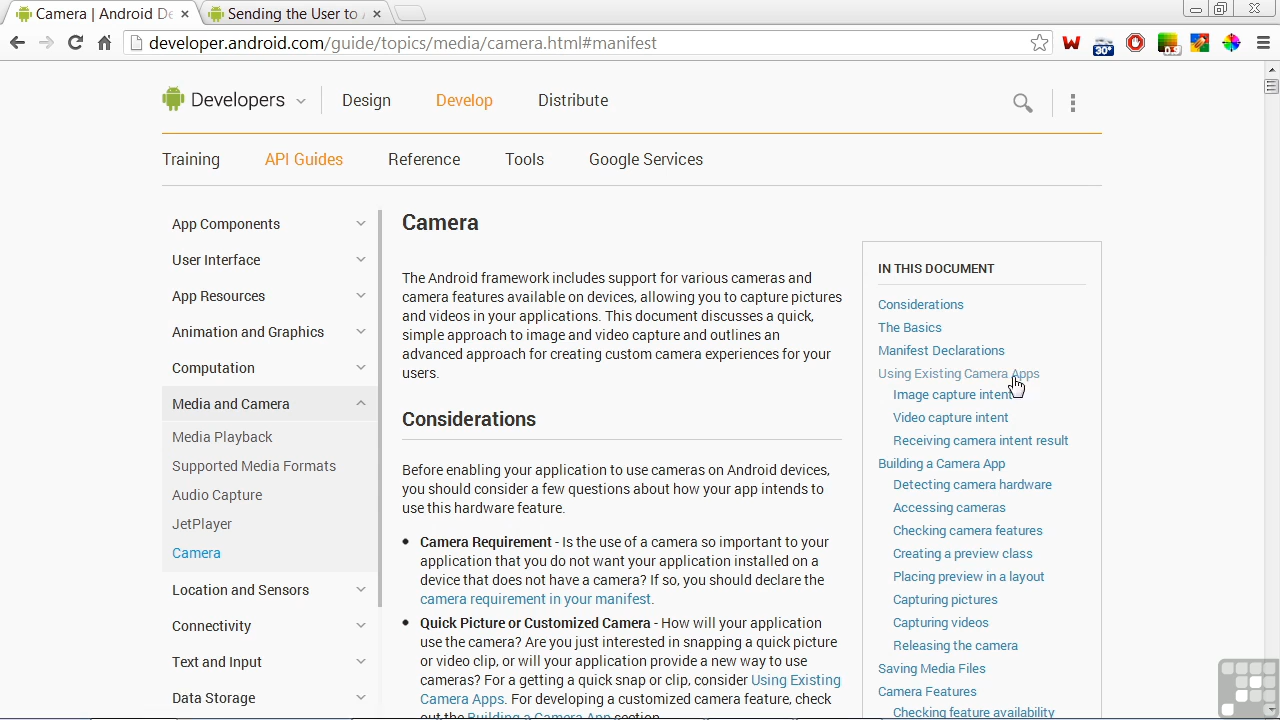 Camera | Android De
Sending the User to A
developer.android.com/guide/topics/media/camera.html#manifest
W
30°
0.3
Developers
Design
Develop
Distribute
Training
API Guides
Reference
Tools
Google Services
App Components
User Interface
App Resources
Animation and Graphics
Computation
Media and Camera
Media Playback
Supported Media Formats
Audio Capture
JetPlayer
Camera
Location and Sensors
Connectivity
Text and Input
Data Storage
Camera
The Android framework includes support for various cameras and
camera features available on devices, allowing you to capture pictures
and videos in your applications. This document discusses a quick,
simple approach to image and video capture and outlines an
advanced approach for creating custom camera experiences for your
users.
Considerations
Before enabling your application to use cameras on Android devices,
you should consider a few questions about how your app intends to
use this hardware feature.
Camera Requirement - Is the use of a camera so important to your
application that you do not want your application installed on a
device that does not have a camera? If so, you should declare the
camera requirement in your manifest.
Quick Picture or Customized Camera - How will your application
use the camera? Are you just interested in snapping a quick picture
or video clip, or will your application provide a new way to use
cameras? For a getting a quick snap or clip, consider Using Existing
Camera Apps. For developing a customized camera feature, check
out the Building a Camera App section.
IN THIS DOCUMENT
Considerations
The Basics
Manifest Declarations
Using Existing Camera Apps
Image capture intent
Video capture intent
Receiving camera intent result
Building a Camera App
Detecting camera hardware
Accessing cameras
Checking camera features
Creating a preview class
Placing preview in a layout
Capturing pictures
Capturing videos
Releasing the camera
Saving Media Files
Camera Features
Checking feature availability